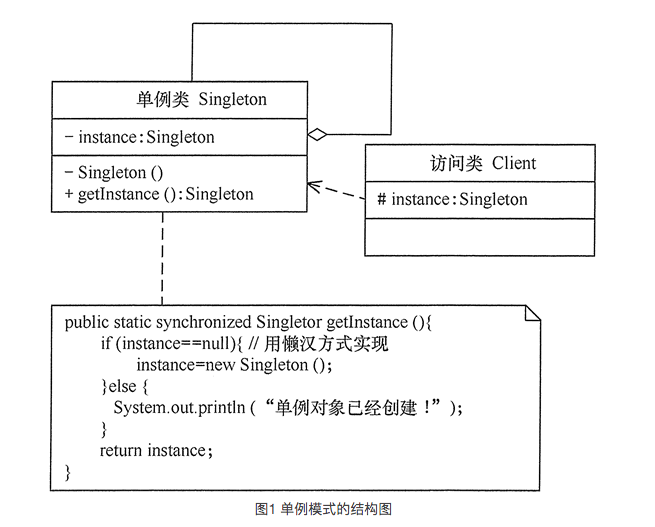 单例类 Singleton
- instance:Singleton
- Singleton ()
+ getInstance ():Singleton
访问类 Client
# instance:Singleton
public static synchronized Singletor getInstance (){
if (instance==null){ // 用懒汉方式实现
instance=new Singleton ();
}else {
System.out.println (“单例对象已经创建！”);
}
return instance;
}
图1 单例模式的结构图